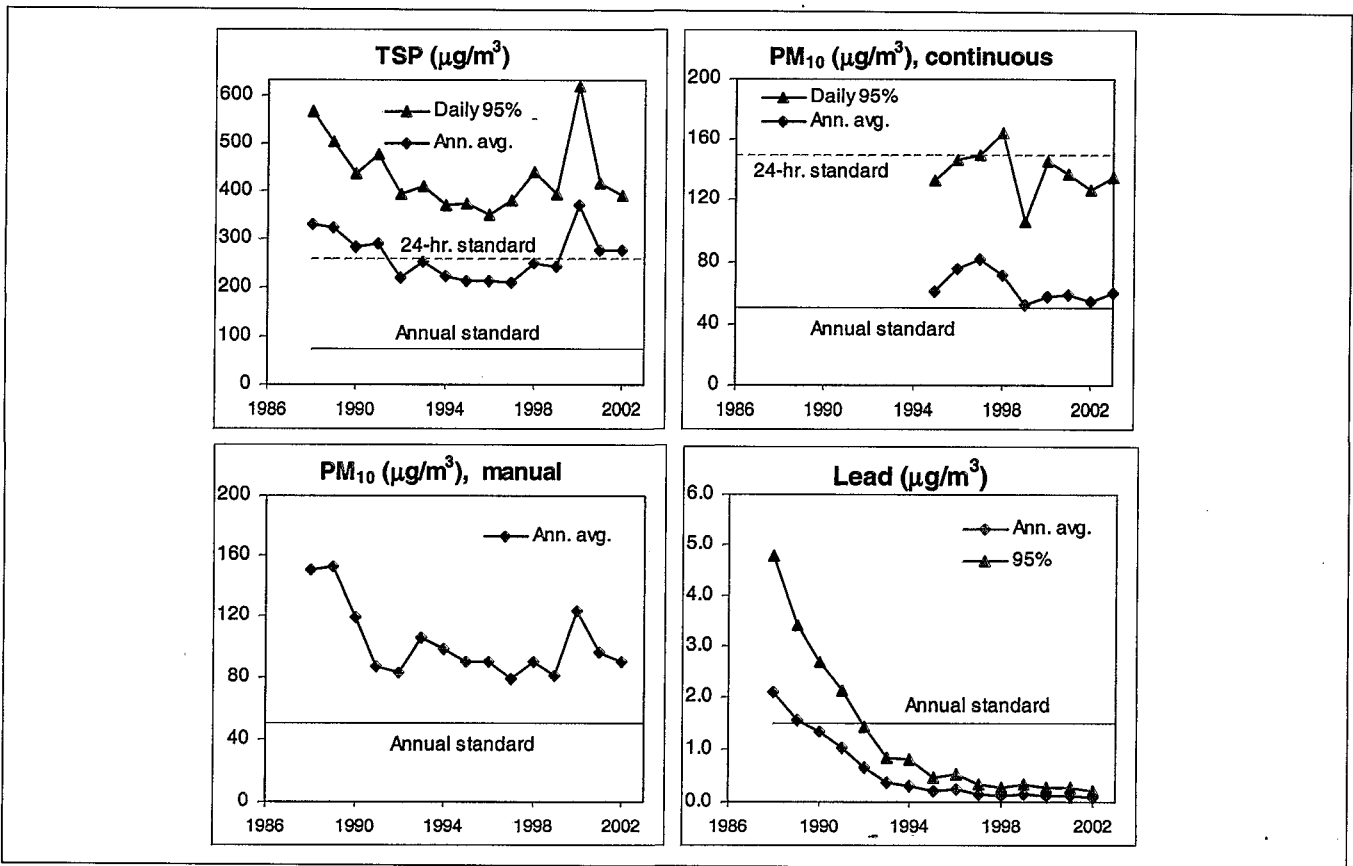 TSP (µg/m³)
600
500
400
300
200
100
0
1986
1990
1994
1998
2002
Daily 95%
Ann. avg.
24-hr. standard
Annual standard
PM₁₀ (µg/m³), continuous
200
160
120
80
40
0
1986
1990
1994
1998
2002
Daily 95%
Ann. avg.
24-hr. standard
Annual standard
PM₁₀ (µg/m³), manual
200
160
120
80
40
0
1986
1990
1994
1998
2002
Ann. avg.
Annual standard
Lead (µg/m³)
6.0
5.0
4.0
3.0
2.0
1.0
0.0
1986
1990
1994
1998
2002
Ann. avg.
95%
Annual standard